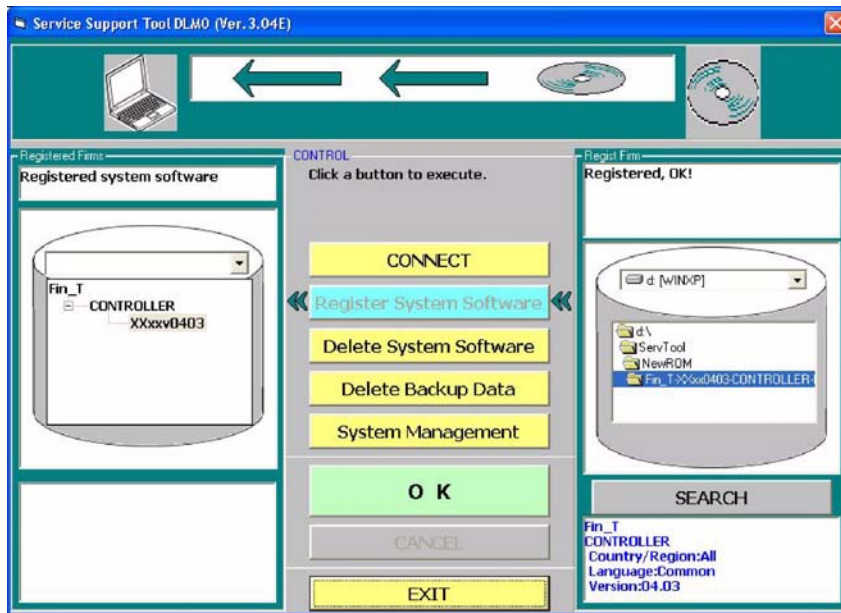 Service Support Tool DLM0 (Ver. 3.04E)
Registered Firms
Registered system software
Fin_T
CONTROLLER
XXxxv0403
CONTROL
Click a button to execute.
CONNECT
Register System Software
Delete System Software
Delete Backup Data
System Management
O K
CANCEL
EXIT
Regist Firm
Registered, OK!
d: [WINXP]
d:\
ServTool
NewROM
Fin_T-XXxx0403-CONTROLLER-
SEARCH
Fin_T
CONTROLLER
Country/Region:All
Language:Common
Version:04.03